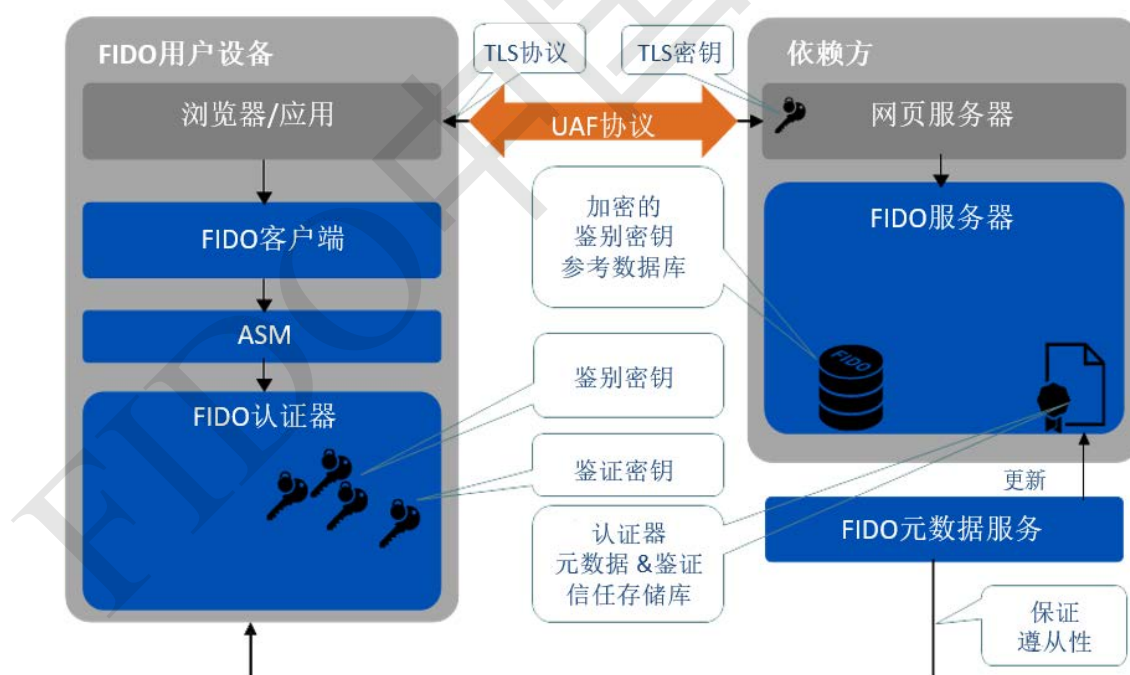 FIDO用户设备
浏览器/应用
FIDO客户端
ASM
FIDO认证器
TLS协议
TLS密钥
UAF协议
加密的
鉴别密钥
参考数据库
鉴别密钥
鉴证密钥
认证器
元数据 &鉴证
信任存储库
依赖方
网页服务器
FIDO服务器
FIDO
更新
FIDO元数据服务
保证
遵从性